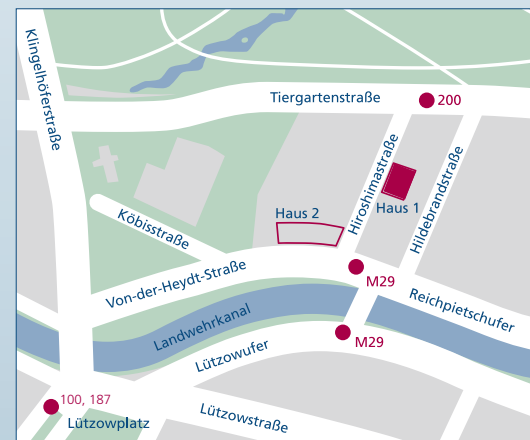 Klingelhöferstraße
Tiergartenstraße
200
Hiroshimastraße
Haus 1
Hildebrandstraße
Haus 2
Köbisstraße
Von-der-Heydt-Straße
M29
Reichpietschufer
Landwehrkanal
M29
Lützowufer
100, 187
Lützowplatz
Lützowstraße